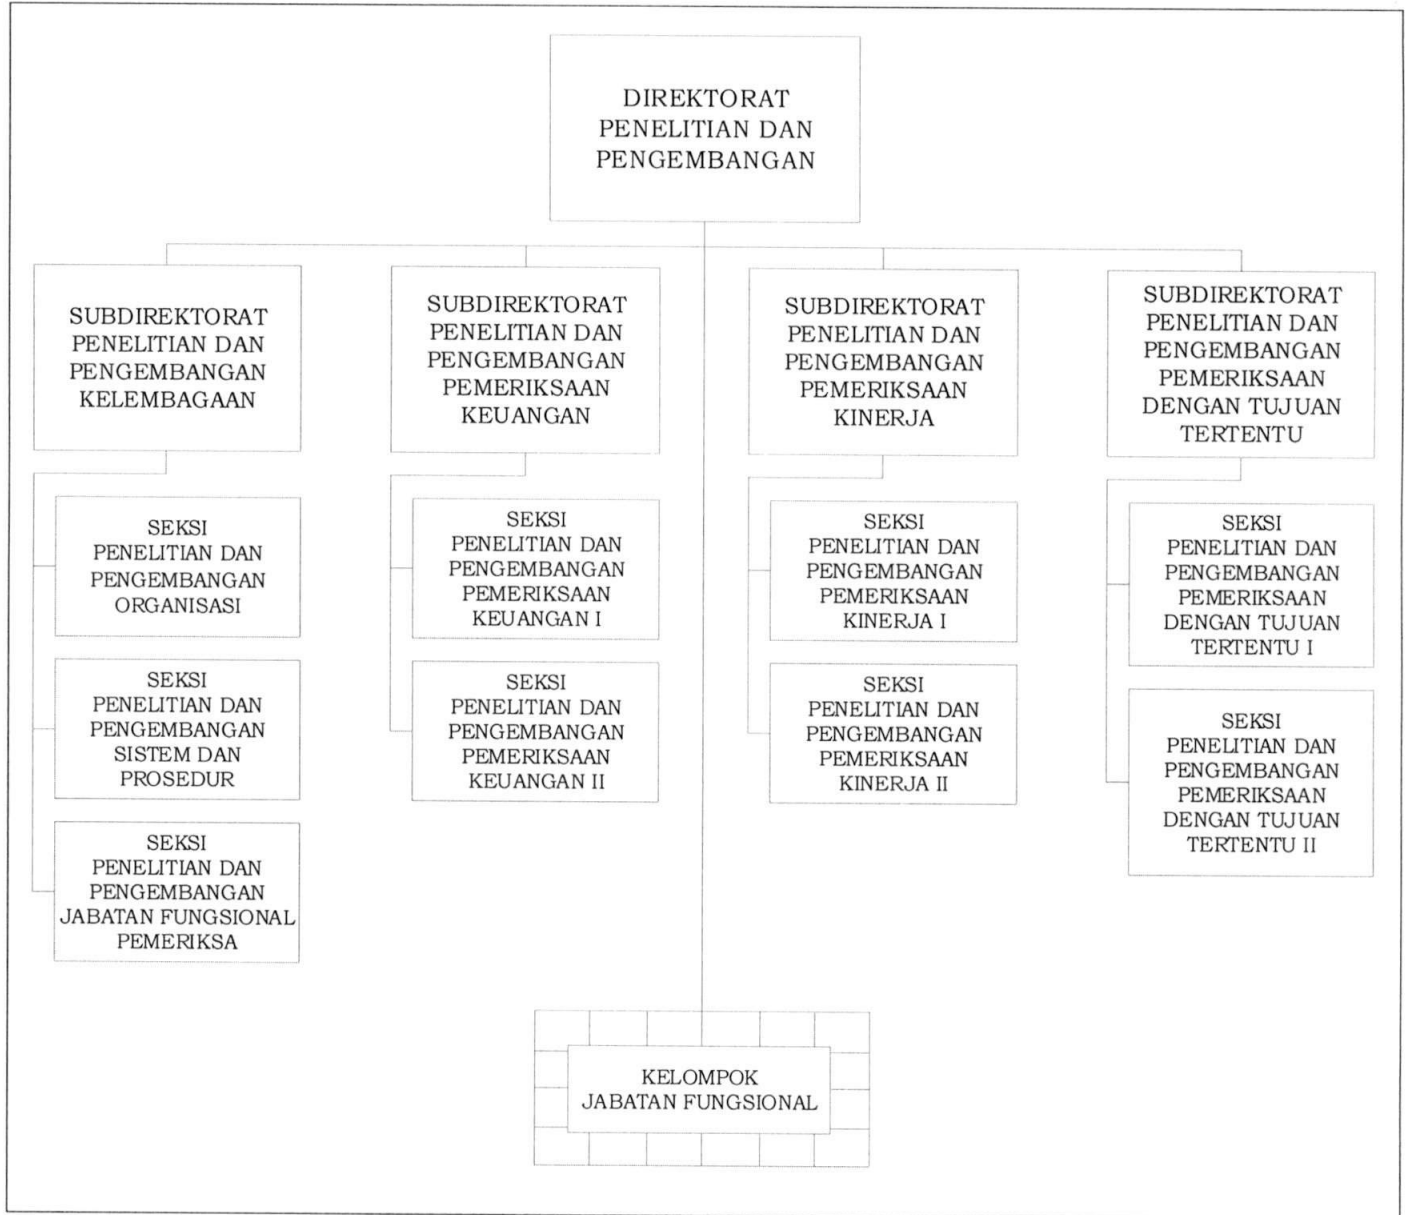 DIREKTORAT
PENELITIAN DAN
PENGEMBANGAN
SUBDIREKTORAT
PENELITIAN DAN
PENGEMBANGAN
KELEMBAGAAN
SUBDIREKTORAT
PENELITIAN DAN
PENGEMBANGAN
PEMERIKSAAN
KEUANGAN
SUBDIREKTORAT
PENELITIAN DAN
PENGEMBANGAN
PEMERIKSAAN
KINERJA
SUBDIREKTORAT
PENELITIAN DAN
PENGEMBANGAN
PEMERIKSAAN
DENGAN TUJUAN
TERTENTU
SEKSI
PENELITIAN DAN
PENGEMBANGAN
ORGANISASI
SEKSI
PENELITIAN DAN
PENGEMBANGAN
SISTEM DAN
PROSEDUR
SEKSI
PENELITIAN DAN
PENGEMBANGAN
JABATAN FUNGSIONAL
PEMERIKSA
SEKSI
PENELITIAN DAN
PENGEMBANGAN
PEMERIKSAAN
KEUANGAN I
SEKSI
PENELITIAN DAN
PENGEMBANGAN
PEMERIKSAAN
KEUANGAN II
SEKSI
PENELITIAN DAN
PENGEMBANGAN
PEMERIKSAAN
KINERJA I
SEKSI
PENELITIAN DAN
PENGEMBANGAN
PEMERIKSAAN
KINERJA II
SEKSI
PENELITIAN DAN
PENGEMBANGAN
PEMERIKSAAN
DENGAN TUJUAN
TERTENTU I
SEKSI
PENELITIAN DAN
PENGEMBANGAN
PEMERIKSAAN
DENGAN TUJUAN
TERTENTU II
KELOMPOK
JABATAN FUNGSIONAL